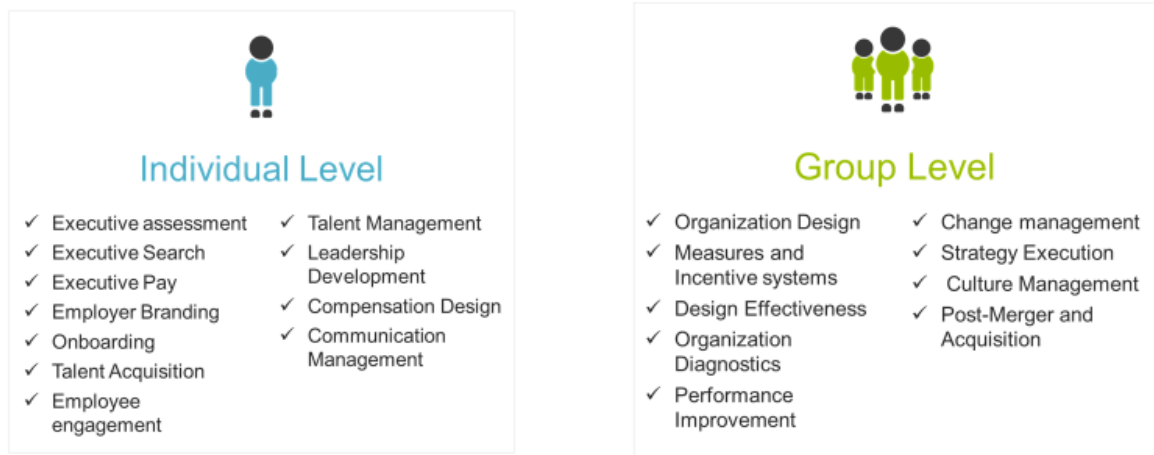 Individual Level
✓ Executive assessment
✓ Executive Search
✓ Executive Pay
✓ Employer Branding
✓ Onboarding
✓ Talent Acquisition
✓ Employee
engagement
✓ Talent Management
✓ Leadership
Development
✓ Compensation Design
✓ Communication
Management
Group Level
✓ Organization Design
✓ Measures and
Incentive systems
✓ Design Effectiveness
✓ Organization
Diagnostics
✓ Performance
Improvement
✓ Change management
✓ Strategy Execution
✓ Culture Management
✓ Post-Merger and
Acquisition